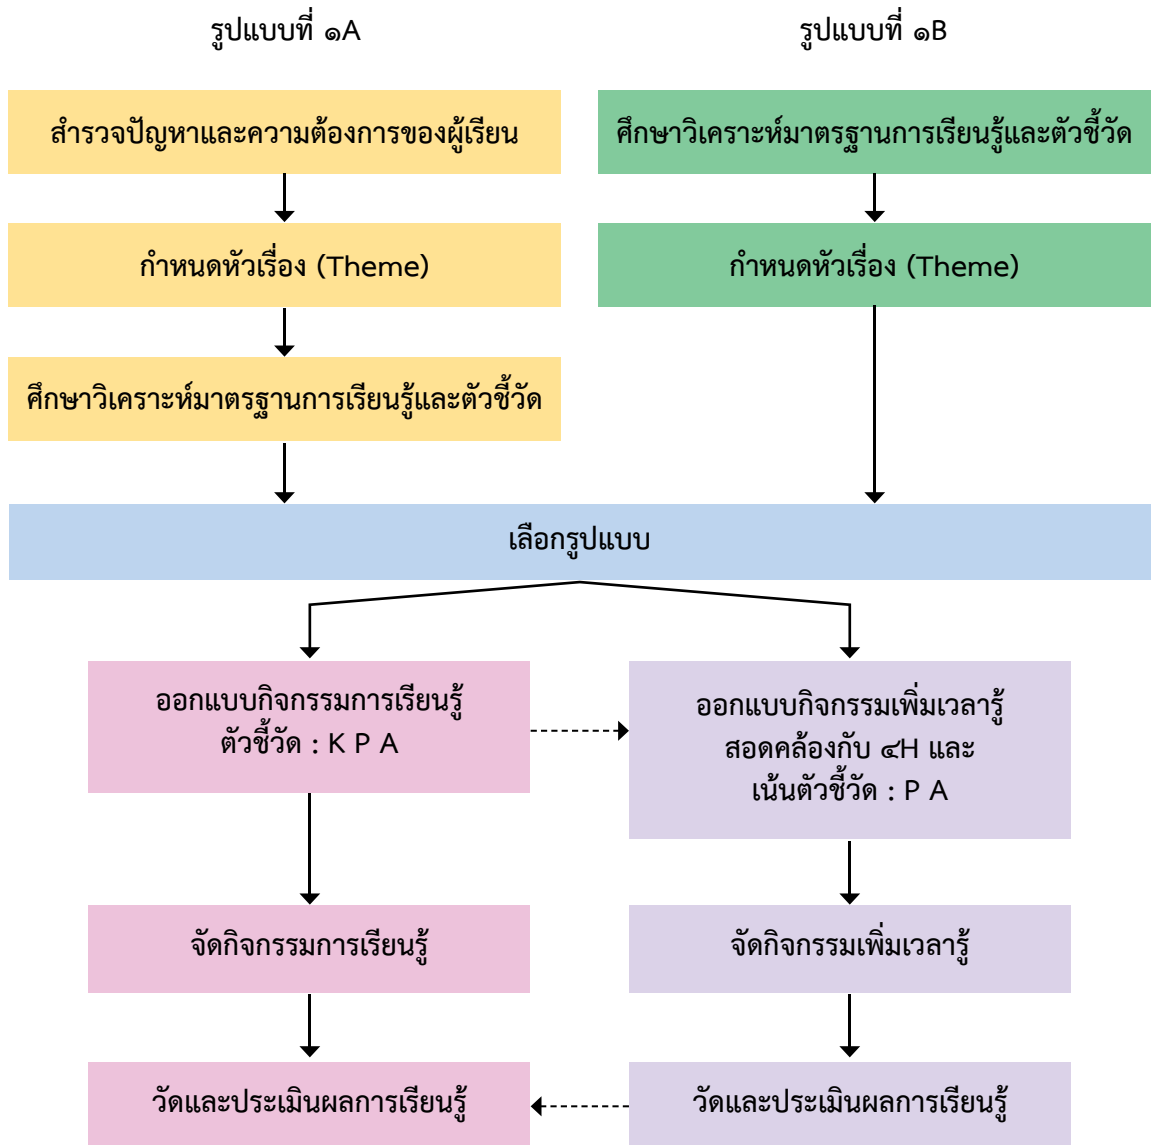 รูปแบบที่ ๑A
รูปแบบที่ ๑B
สำรวจปัญหาและความต้องการของผู้เรียน
ศึกษาวิเคราะห์มาตรฐานการเรียนรู้และตัวชี้วัด
กำหนดหัวเรื่อง (Theme)
กำหนดหัวเรื่อง (Theme)
ศึกษาวิเคราะห์มาตรฐานการเรียนรู้และตัวชี้วัด
เลือกรูปแบบ
ออกแบบกิจกรรมการเรียนรู้
ตัวชี้วัด : K P A
ออกแบบกิจกรรมเพิ่มเวลารู้
สอดคล้องกับ ๔H และ
เน้นตัวชี้วัด : P A
จัดกิจกรรมการเรียนรู้
จัดกิจกรรมเพิ่มเวลารู้
วัดและประเมินผลการเรียนรู้
วัดและประเมินผลการเรียนรู้